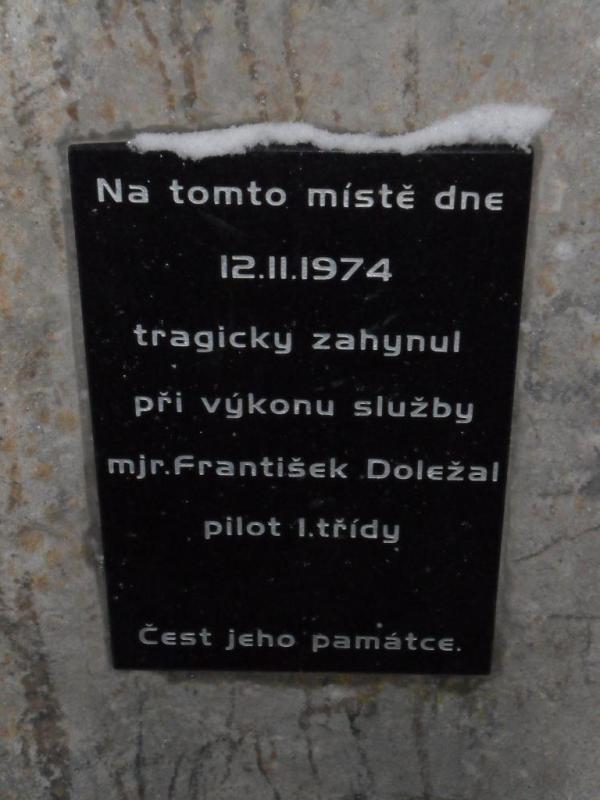 Na tomto místě dne
12.11.1974
tragicky zahynul
při výkonu služby
mjr.František Doležal
pilot 1.třídy
Čest jeho památce.